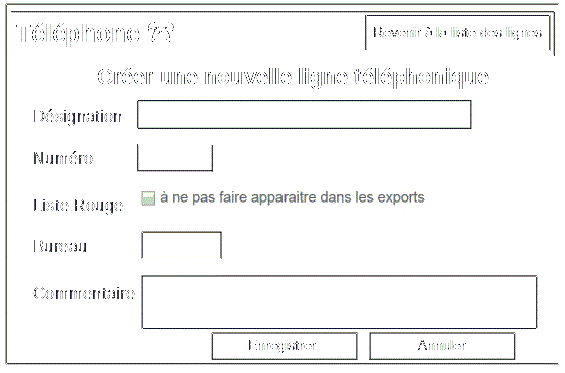 Téléphone
Revenir à la liste des lignes
Créer une nouvelle ligne téléphonique
Désignation
Numéro
Liste Rouge à ne pas faire apparaitre dans les exports
Bureau
Commentaire
Enregistrer Annuler